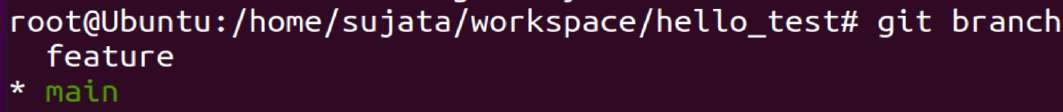 root@Ubuntu:/home/sujata/workspace/hello_test# git branch
  feature
* main